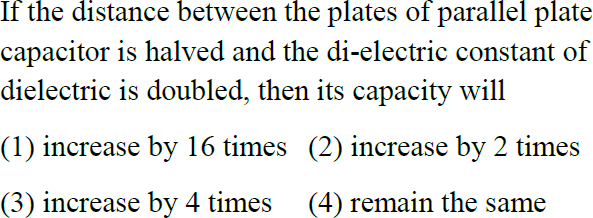 If the distance between the plates of parallel plate
capacitor is halved and the di-electric constant of
dielectric is doubled, then its capacity will
(1) increase by 16 times (2) increase by 2 times
(3) increase by 4 times (4) remain the same